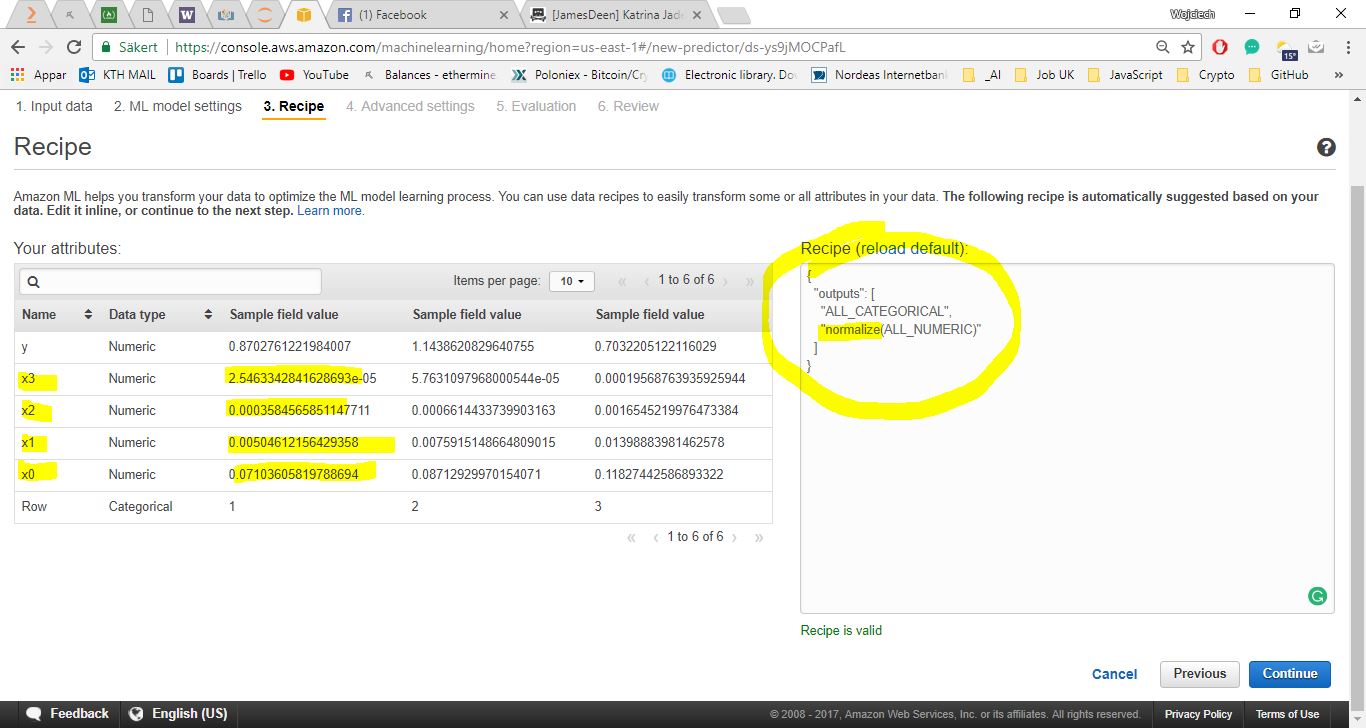 (1) Facebook
[JamesDeen] Katrina Jade
Wojciech
Säkert https://console.aws.amazon.com/machinelearning/home?region=us-east-1#/new-predictor/ds-ys9jMOCPafL
15°
Appar KTH MAIL Boards | Trello YouTube Balances - ethermine. Poloniex - Bitcoin/Cry Electronic library. Do Nordeas Internetbank _AI Job UK JavaScript Crypto GitHub »
1. Input data 2. ML model settings 3. Recipe 4. Advanced settings 5. Evaluation 6. Review
Recipe
?
Amazon ML helps you transform your data to optimize the ML model learning process. You can use data recipes to easily transform some or all attributes in your data. The following recipe is automatically suggested based on your
data. Edit it inline, or continue to the next step. Learn more.
Your attributes:
Items per page: 10 « ‹ 1 to 6 of 6 › »
Name Data type Sample field value Sample field value Sample field value
y Numeric 0.8702761221984007 1.1438620829640755 0.7032205122116029
x3 Numeric 2.5463342841628693e-05 5.7631097968000544e-05 0.00019568763935925944
x2 Numeric 0.0003584565851147711 0.0006614433739903163 0.0016545219976473384
x1 Numeric 0.00504612156429358 0.0075915148664809015 0.01398883981462578
x0 Numeric 0.07103605819788694 0.08712929970154071 0.11827442586893322
Row Categorical 1 2 3
« ‹ 1 to 6 of 6 › »
Recipe (reload default):
{
"outputs": [
"ALL_CATEGORICAL",
"normalize(ALL_NUMERIC)"
]
}
Recipe is valid
Cancel Previous Continue
Feedback English (US) © 2008 - 2017, Amazon Web Services, Inc. or its affiliates. All rights reserved. Privacy Policy Terms of Use